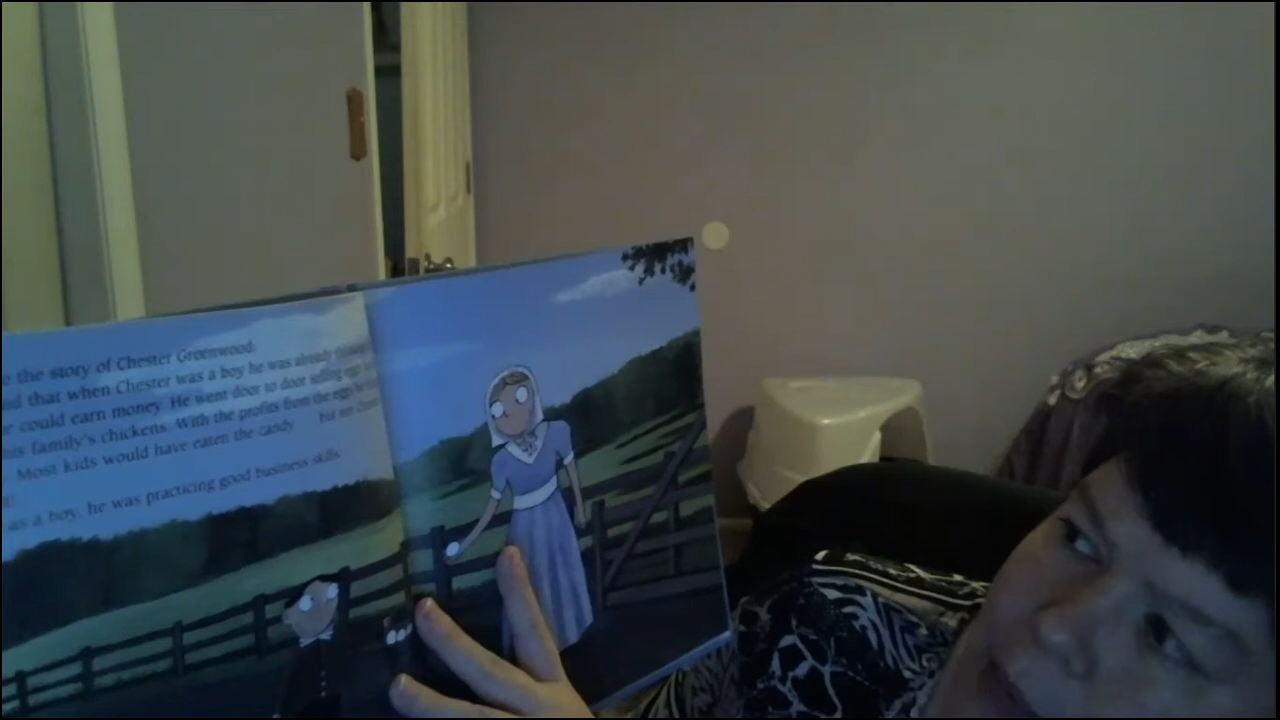 the story of Chester Greenwood:
that when Chester was a boy he was already
could earn money. He went door to door selling eggs
family's chickens. With the profits from the eggs he
Most kids would have eaten the candy but not
as a boy, he was practicing good business skills.